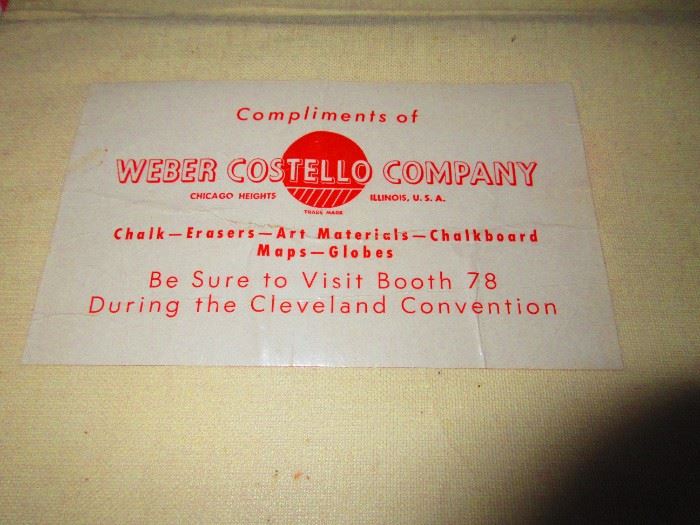 Compliments of
WEBER COSTELLO COMPANY
CHICAGO HEIGHTS ILLINOIS, U. S. A.
TRADE MARK
Chalk—Erasers—Art Materials—Chalkboard
Maps—Globes
Be Sure to Visit Booth 78
During the Cleveland Convention